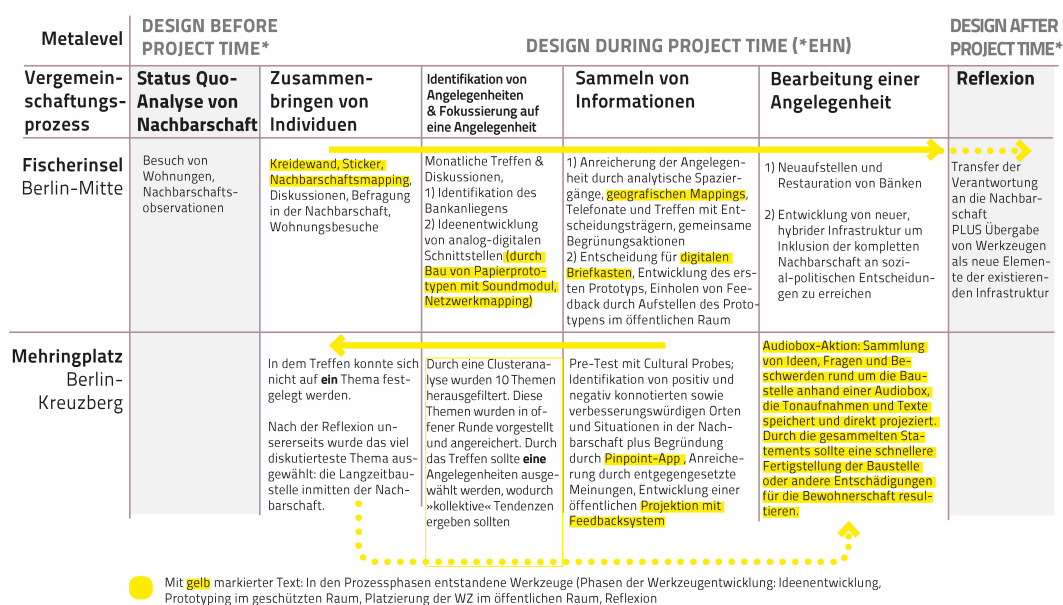 Metalevel
DESIGN BEFORE
PROJECT TIME*
DESIGN DURING PROJECT TIME (*EHN)
DESIGN AFTER
PROJECT TIME*
Vergemein-
schaftungs-
prozess
Status Quo-
Analyse von
Nachbarschaft
Zusammen-
bringen von
Individuen
Identifikation von
Angelegenheiten
& Fokussierung auf
eine Angelegenheit
Sammeln von
Informationen
Bearbeitung einer
Angelegenheit
Reflexion
Fischerinsel
Berlin-Mitte
Besuch von
Wohnungen,
Nachbarschafts-
observationen
Kreidewand, Sticker,
Nachbarschaftsmapping,
Diskussionen, Befragung
in der Nachbarschaft,
Wohnungsbesuche
Monatliche Treffen &
Diskussionen,
1) Identifikation des
Bankanliegens
2) Ideenentwicklung
von analog-digitalen
Schnittstellen (durch
Bau von Papierproto-
typen mit Soundmodul,
Netzwerkmapping)
1) Anreicherung der Angelegen-
heit durch analytische Spazier-
gänge, geografischen Mappings,
Telefonate und Treffen mit Ent-
scheidungsträgern, gemeinsame
Begrünungsaktionen
2) Entscheidung für digitalen
Briefkasten, Entwicklung des ers-
ten Prototyps, Einholen von Fee-
dback durch Aufstellen des Proto-
typens im öffentlichen Raum
1) Neuaufstellen und
Restauration von Bänken
2) Entwicklung von neuer,
hybrider Infrastruktur um
Inklusion der kompletten
Nachbarschaft an sozi-
al-politischen Entscheidun-
gen zu erreichen
Transfer der
Verantwortung
an die Nachbar-
schaft
PLUS Übergabe
von Werkzeugen
als neue Elemen-
te der existieren-
den Infrastruktur
Mehringplatz
Berlin-
Kreuzberg
In dem Treffen konnte sich
nicht auf ein Thema fest-
gelegt werden.
Nach der Reflexion un-
sererseits wurde das viel
diskutierteste Thema aus-
gewählt: die Langzeitbau-
stelle inmitten der Nach-
barschaft.
Durch eine Clusterana-
lyse wurden 10 Themen
herausgefiltert. Diese
Themen wurden in of-
fener Runde vorgestellt
und angereichert. Durch
das Treffen sollte eine
Angelegenheiten ausge-
wählt werden, wodurch
»kollektive« Tendenzen
ergeben sollten
Pre-Test mit Cultural Probes;
Identifikation von positiv und
negativ konnotierten sowie
verbesserungswürdigen Orten
und Situationen in der Nach-
barschaft plus Begründung
durch Pinpoint-App , Anreiche-
rung durch entgegengesetzte
Meinungen, Entwicklung einer
öffentlichen Projektion mit
Feedbacksystem
Audiobox-Aktion: Sammlung
von Ideen, Fragen und Be-
schwerden rund um die Bau-
stelle anhand einer Audiobox,
die Tonaufnahmen und Texte
speichert und direkt projeziert.
Durch die gesammelten Sta-
tements sollte eine schnellere
Fertigstellung der Baustelle
oder andere Entschädigungen
für die Bewohnerschaft resul-
tieren.
Mit gelb markierter Text: In den Prozessphasen entstandene Werkzeuge (Phasen der Werkzeugentwicklung: Ideenentwicklung,
Prototyping im geschützten Raum, Platzierung der WZ im öffentlichen Raum, Reflexion